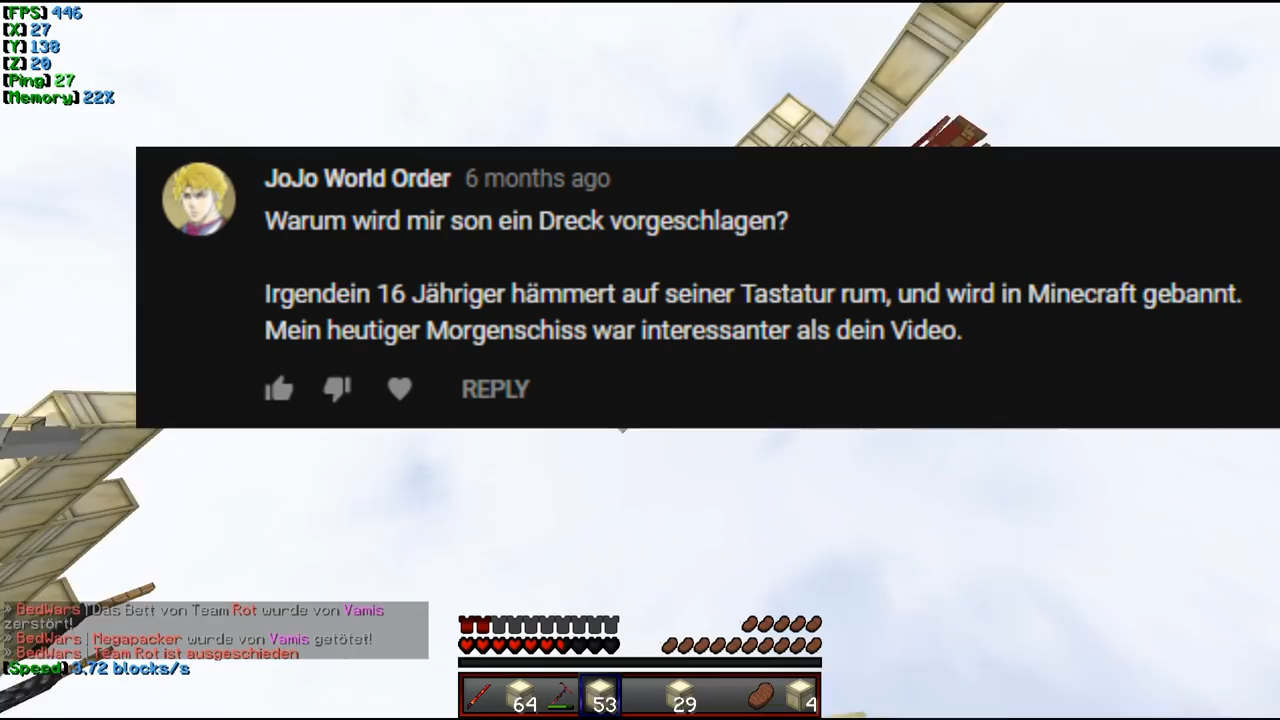 [FPS] 446
[X] 27
[Y] 138
[Z] 20
[Ping] 27
[Memory] 22%
JoJo World Order 6 months ago
Warum wird mir son ein Dreck vorgeschlagen?
Irgendein 16 Jähriger hämmert auf seiner Tastatur rum, und wird in Minecraft gebannt.
Mein heutiger Morgenschiss war interessanter als dein Video.
REPLY
» BedWars | Das Bett von Team Rot wurde von Vamis
zerstört!
» BedWars | Megapacker wurde von Vamis getötet!
» BedWars | Team Rot ist ausgeschieden
[Speed] 9.72 blocks/s
64 53 29 4